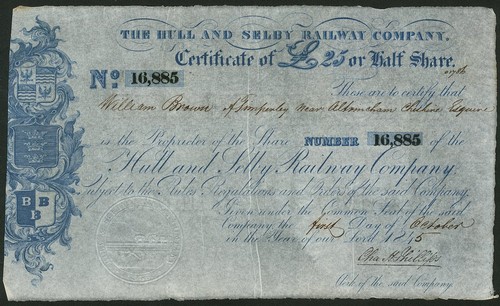 THE HULL AND SELBY RAILWAY COMPANY.
Certificate of £25 or Half Share.
No. 16,885
These are to certify that
William Brown of Timperley near Altrincham Cheshire Esquire
is the Proprietor of the Share NUMBER 16,885 of the
Hull and Selby Railway Company,
subject to the Rules Regulations and Orders of the said Company.
Given under the Common Seal of the said
Company, the first Day of October
in the Year of our Lord 1845
Chas H Phillips
Clerk of the said Company.
B B
B